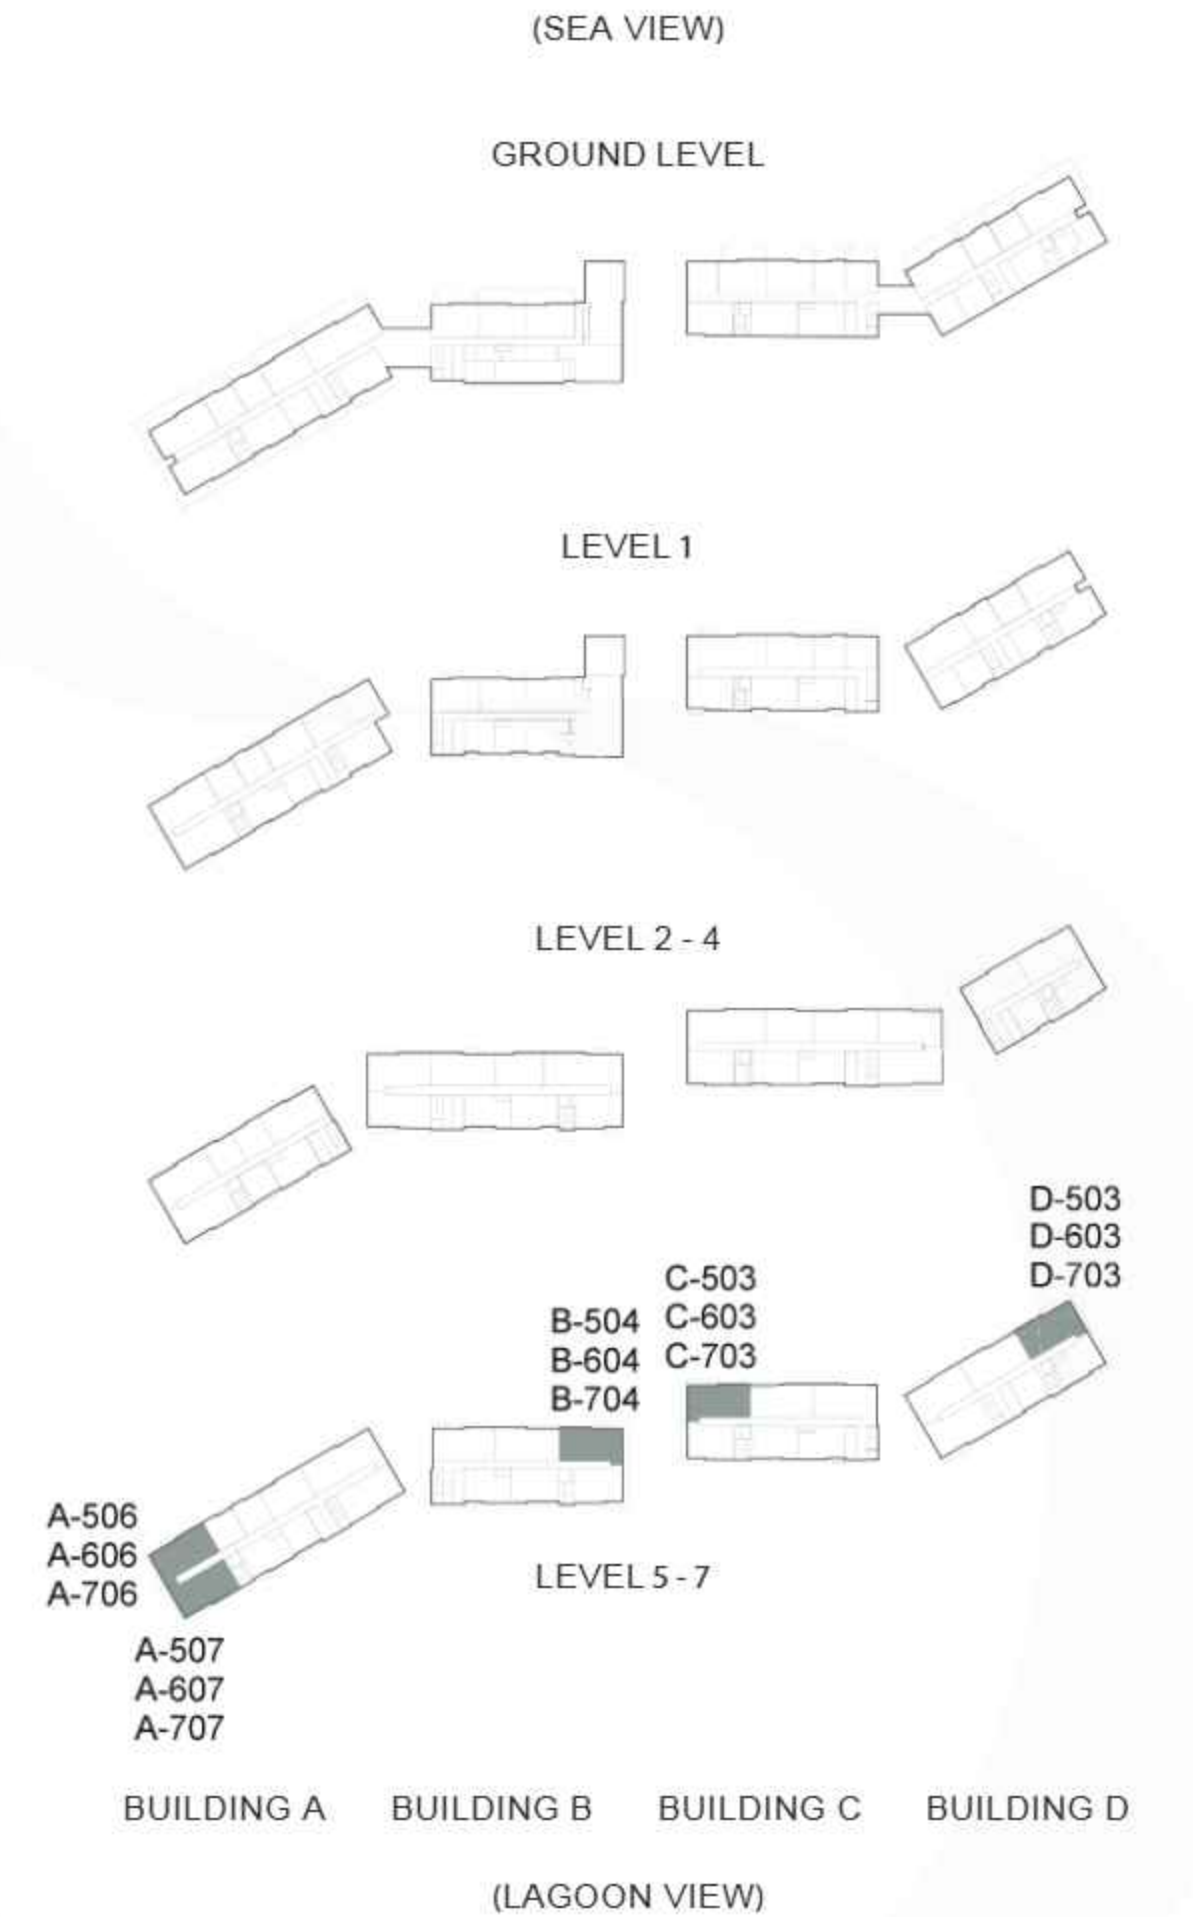 (SEA VIEW)
GROUND LEVEL
LEVEL 1
LEVEL 2 - 4
D-503
D-603
D-703
C-503
C-603
C-703
B-504
B-604
B-704
A-506
A-606
A-706
LEVEL 5 - 7
A-507
A-607
A-707
BUILDING A
BUILDING B
BUILDING C
BUILDING D
(LAGOON VIEW)